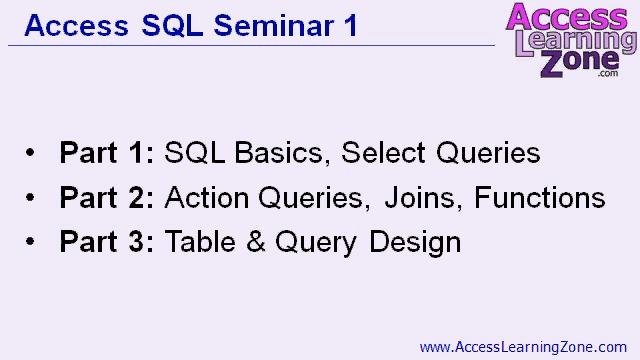 Access SQL Seminar 1
Access
Learning
Zone
.com
• Part 1: SQL Basics, Select Queries
• Part 2: Action Queries, Joins, Functions
• Part 3: Table & Query Design
www.AccessLearningZone.com